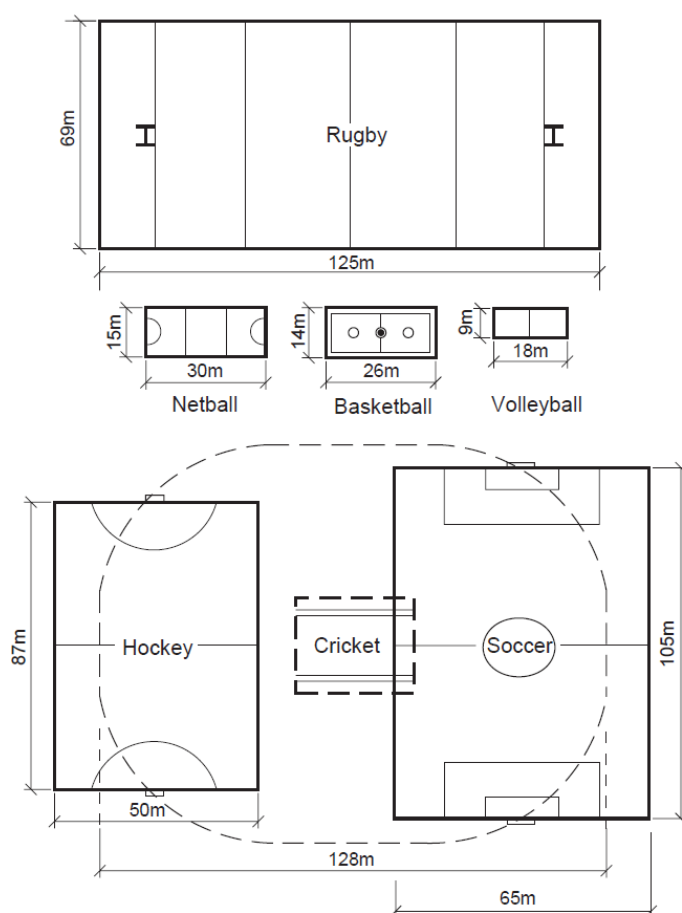 Rugby
69m
125m
15m
30m
Netball
14m
26m
Basketball
9m
18m
Volleyball
87m
Hockey
50m
Cricket
Soccer
105m
128m
65m